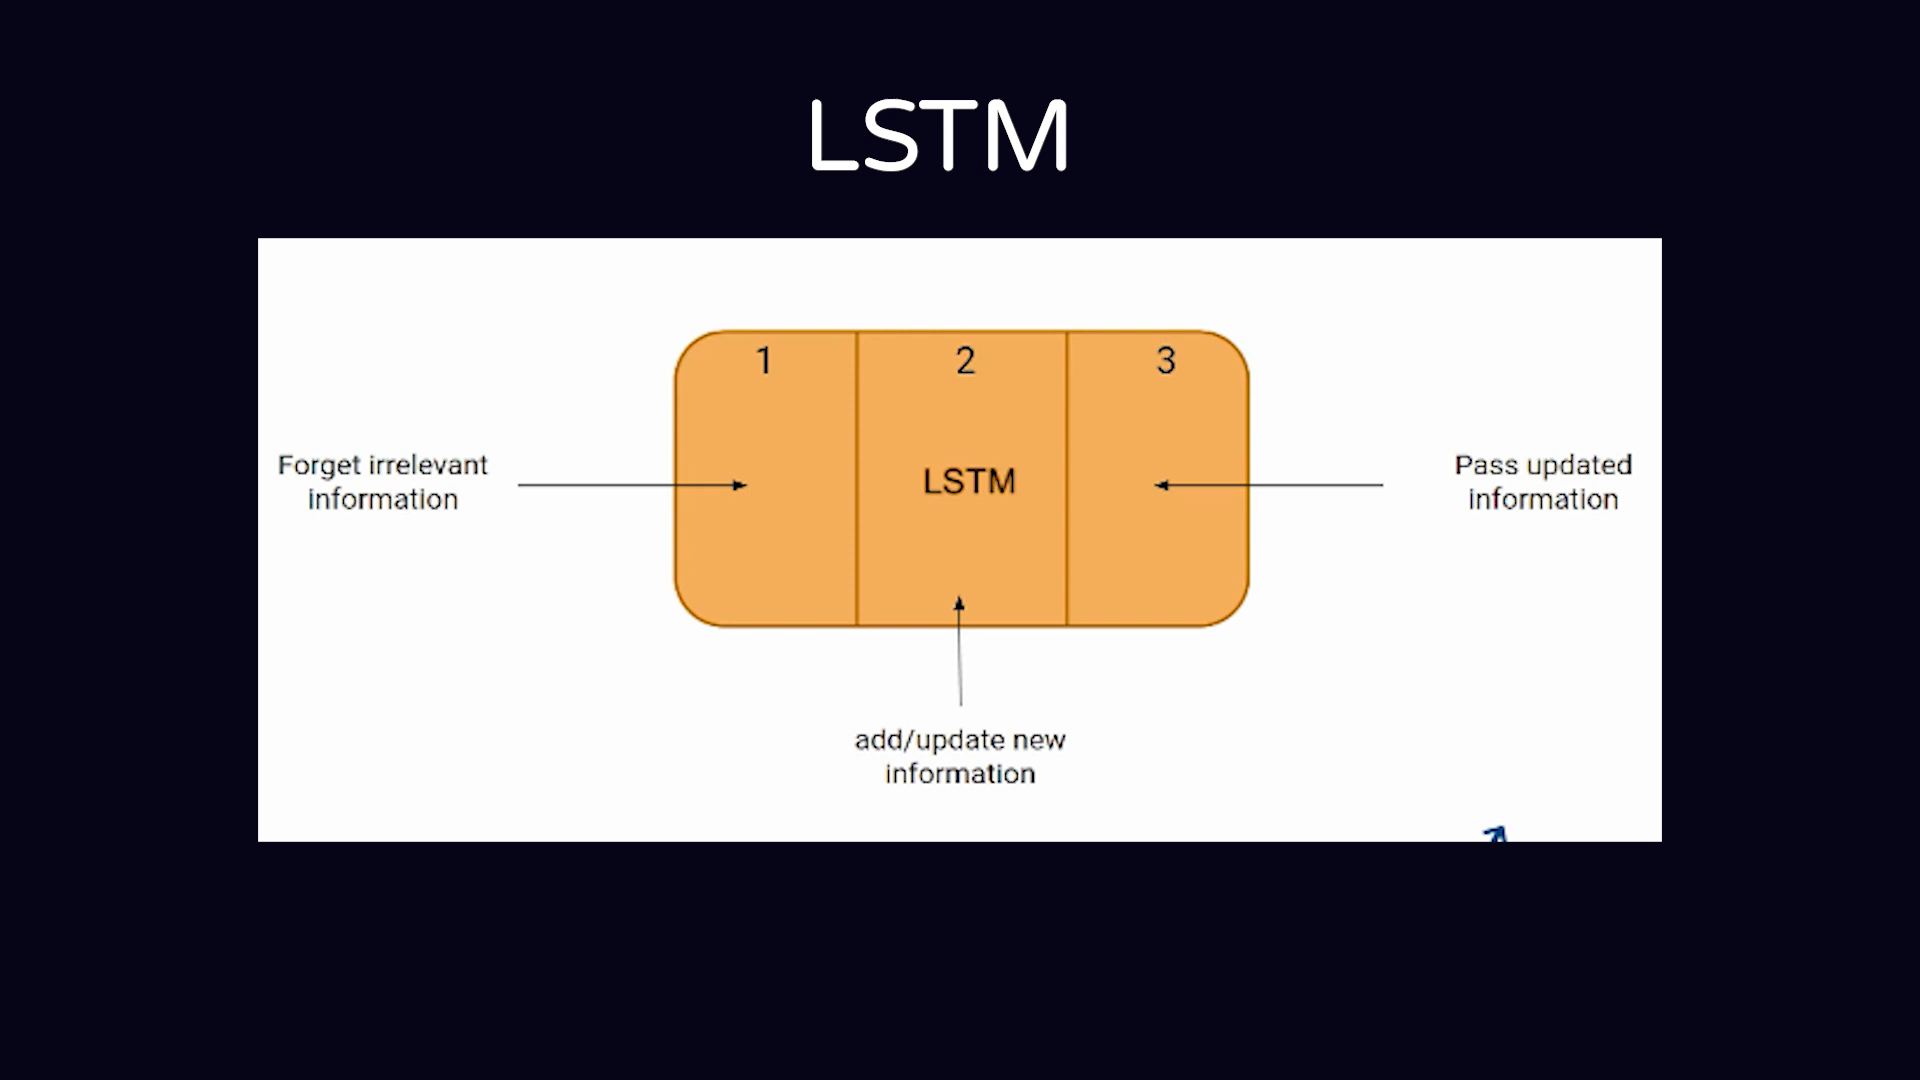 LSTM
1
2
3
Forget irrelevant
information
LSTM
Pass updated
information
add/update new
information